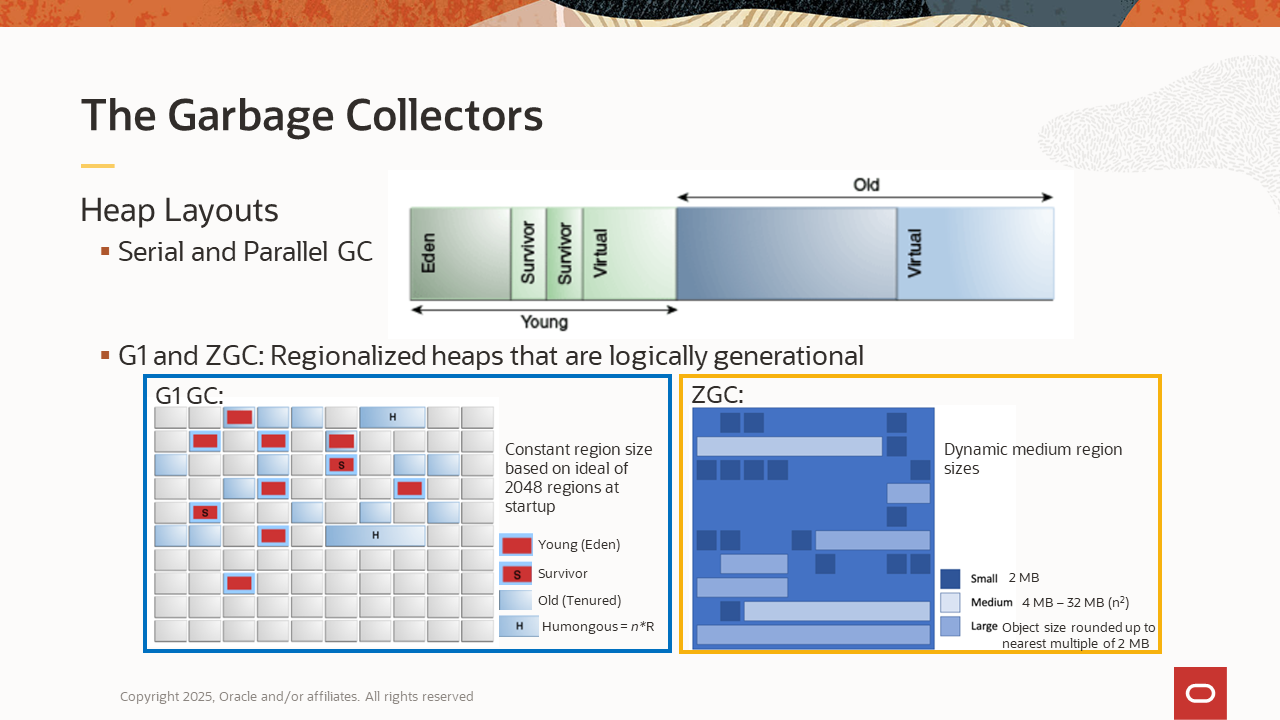 The Garbage Collectors
Heap Layouts
▪ Serial and Parallel GC
Old
Eden
Survivor
Survivor
Virtual
Virtual
Young
▪ G1 and ZGC: Regionalized heaps that are logically generational
G1 GC:
H
S
S
H
Constant region size
based on ideal of
2048 regions at
startup
Young (Eden)
S Survivor
Old (Tenured)
H Humongous = n*R
ZGC:
Dynamic medium region
sizes
Small 2 MB
Medium 4 MB – 32 MB (n²)
Large Object size rounded up to
nearest multiple of 2 MB
Copyright 2025, Oracle and/or affiliates. All rights reserved